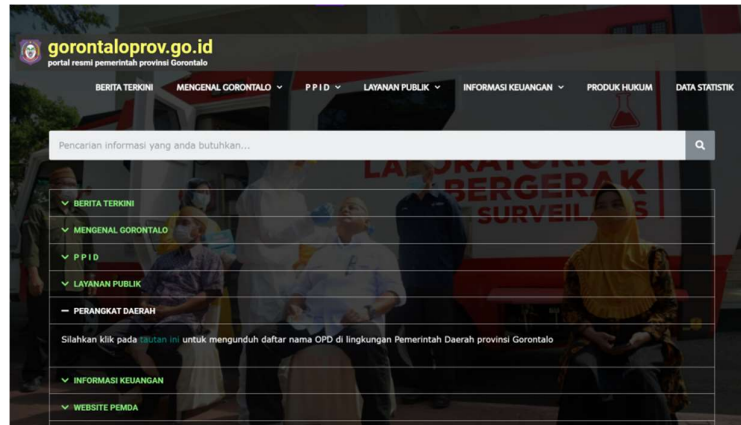 gorontaloprov.go.id
portal resmi pemerintah provinsi Gorontalo
BERITA TERKINI MENGENAL GORONTALO P P I D LAYANAN PUBLIK INFORMASI KEUANGAN PRODUK HUKUM DATA STATISTIK
Pencarian informasi yang anda butuhkan...
LABORATORIUM
BERGERAK
SURVEILANS
BERITA TERKINI
MENGENAL GORONTALO
P P I D
LAYANAN PUBLIK
PERANGKAT DAERAH
Silahkan klik pada tautan ini untuk mengunduh daftar nama OPD di lingkungan Pemerintah Daerah provinsi Gorontalo
INFORMASI KEUANGAN
WEBSITE PEMDA